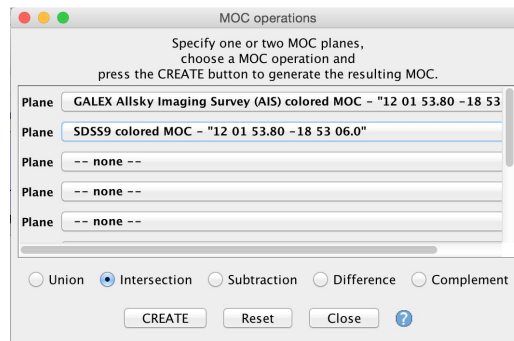 MOC operations
Specify one or two MOC planes,
choose a MOC operation and
press the CREATE button to generate the resulting MOC.
Plane GALEX Allsky Imaging Survey (AIS) colored MOC - "12 01 53.80 -18 53
Plane SDSS9 colored MOC - "12 01 53.80 -18 53 06.0"
Plane -- none --
Plane -- none --
Plane -- none --
Union Intersection Subtraction Difference Complement
CREATE Reset Close ?